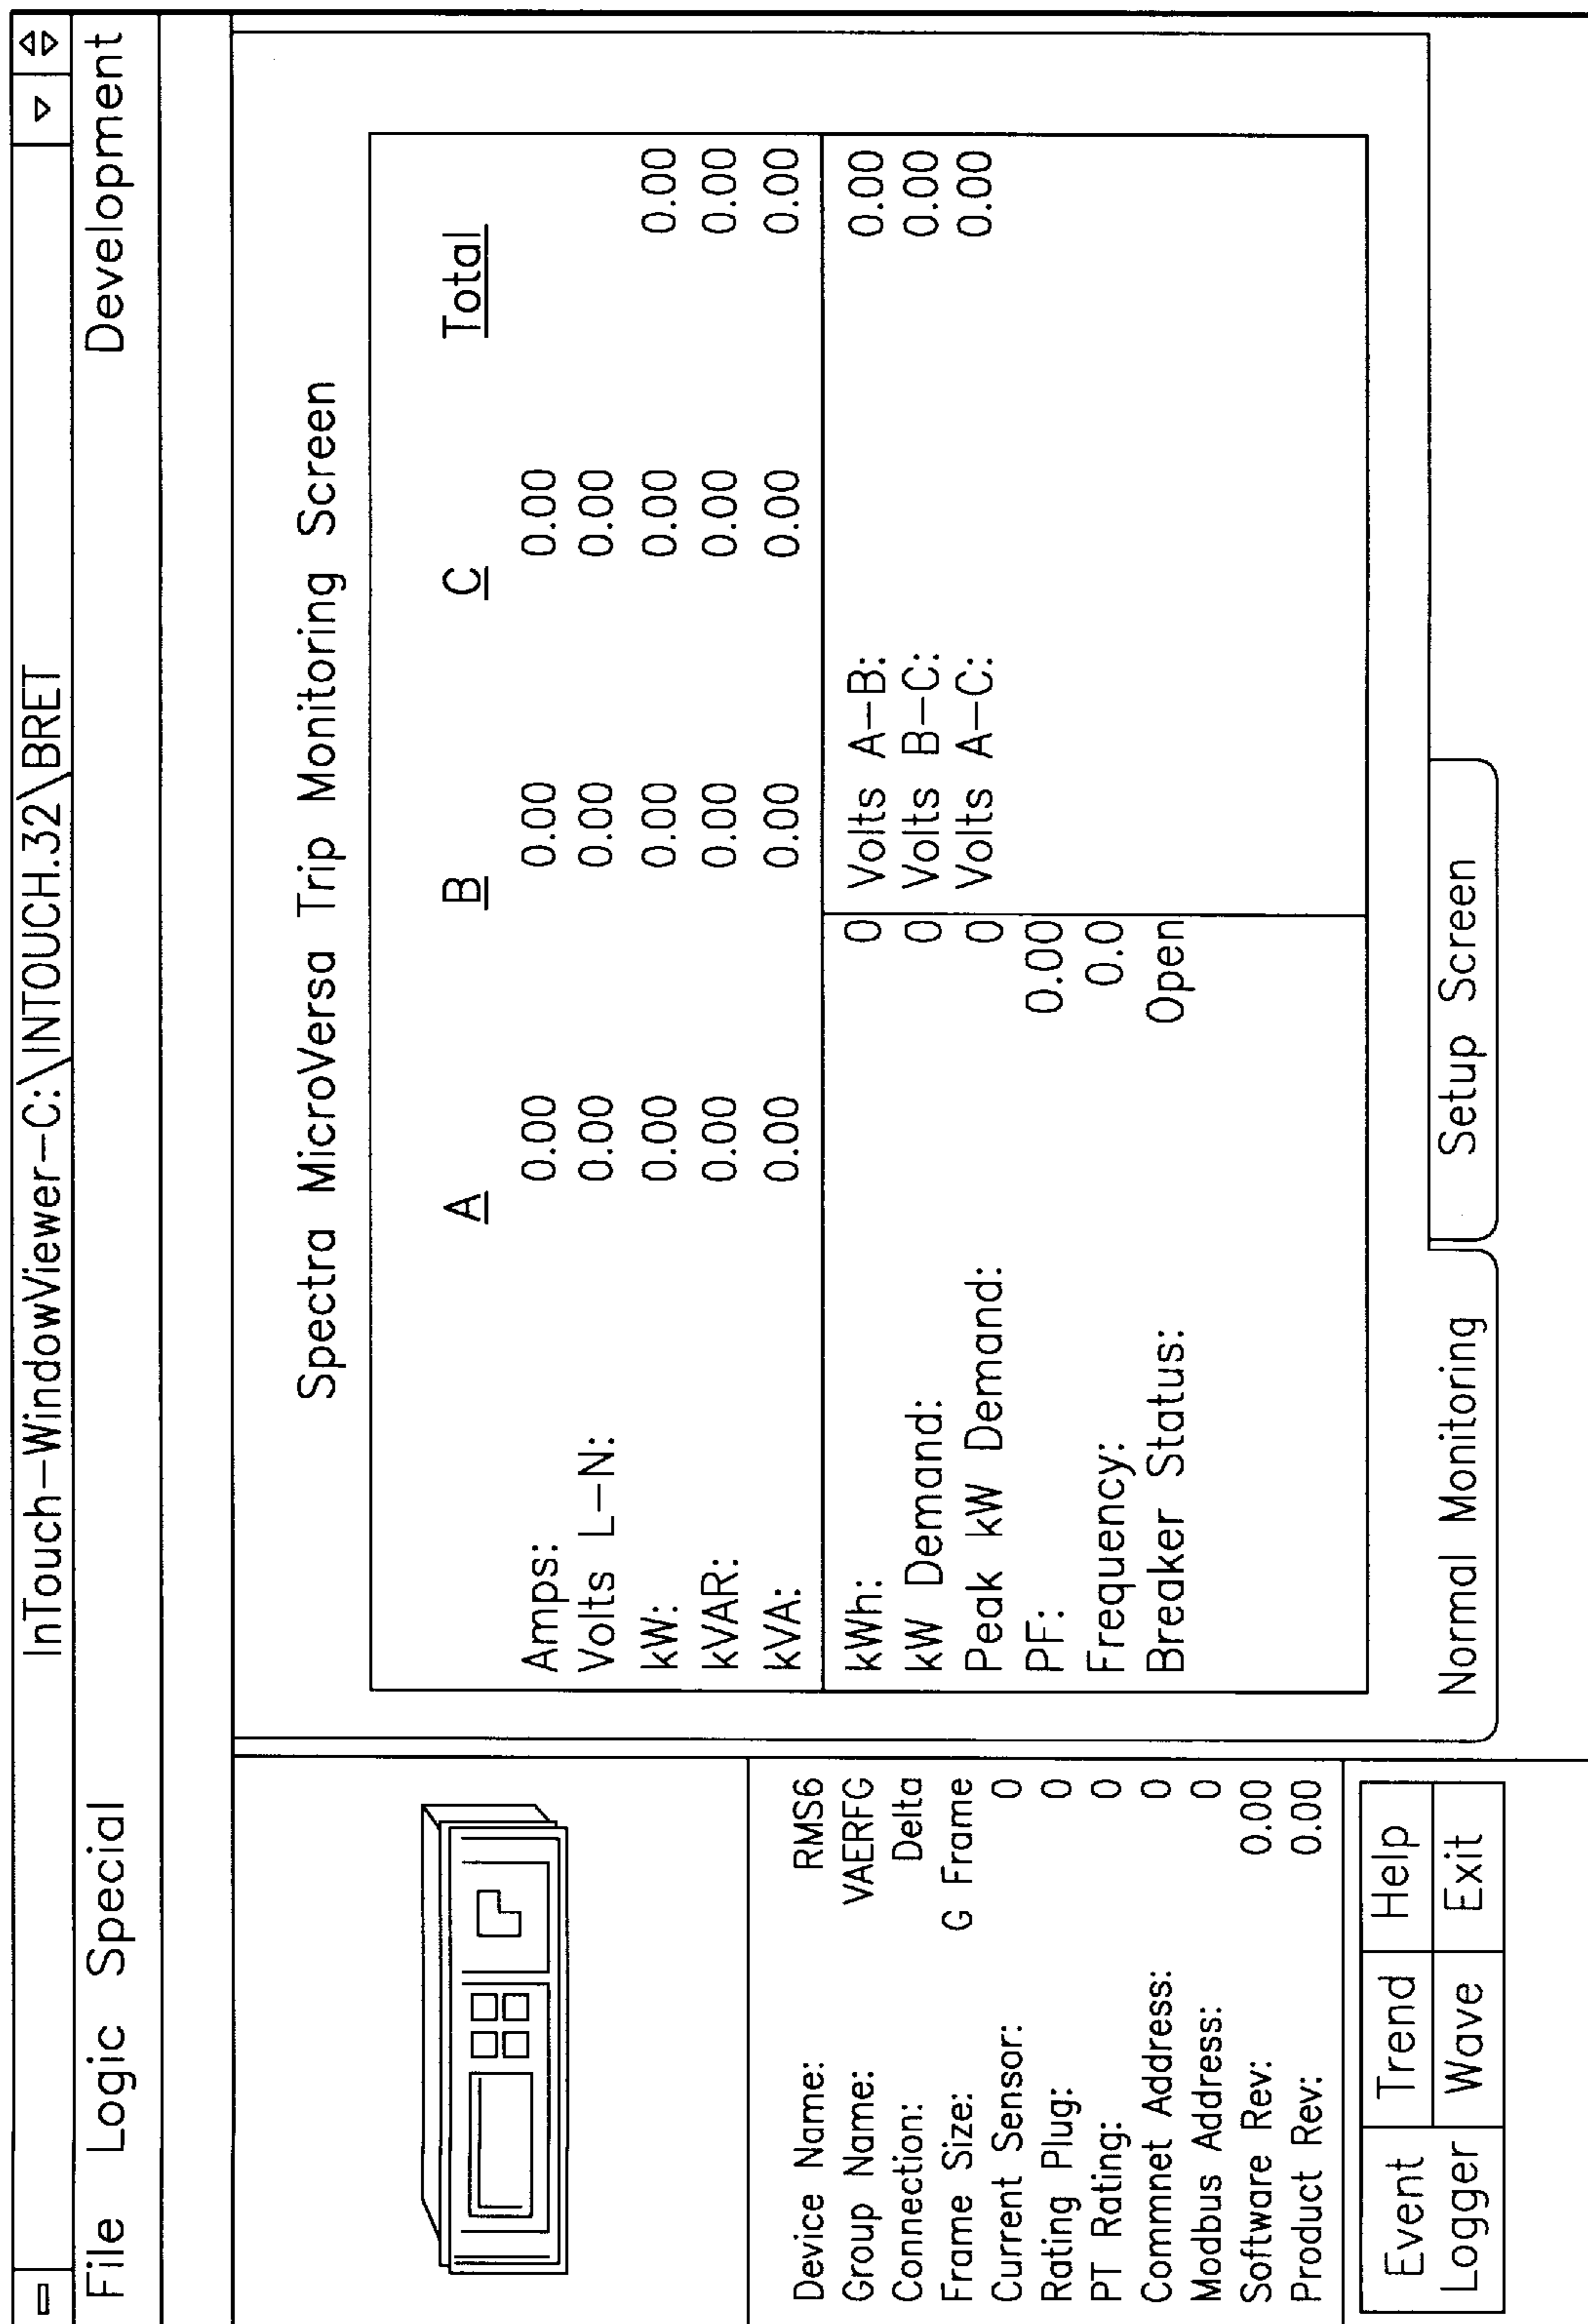 InTouch-WindowViewer-C:\INTOUCH.32\BRET
File Logic Special Development
Spectra MicroVersa Trip Monitoring Screen
A B C Total
Amps: 0.00 0.00 0.00
Volts L-N: 0.00 0.00 0.00
kW: 0.00 0.00 0.00 0.00
kVAR: 0.00 0.00 0.00 0.00
kVA: 0.00 0.00 0.00 0.00
kWh: 0 Volts A-B: 0.00
kW Demand: 0 Volts B-C: 0.00
Peak kW Demand: 0 Volts A-C: 0.00
PF: 0.00
Frequency: 0.0
Breaker Status: Open
Normal Monitoring Setup Screen
Device Name: RMS6
Group Name: VAERFG
Connection: Delta
Frame Size: G Frame
Current Sensor: 0
Rating Plug: 0
PT Rating: 0
Commnet Address: 0
Modbus Address: 0
Software Rev: 0.00
Product Rev: 0.00
Event Trend Help
Logger Wave Exit